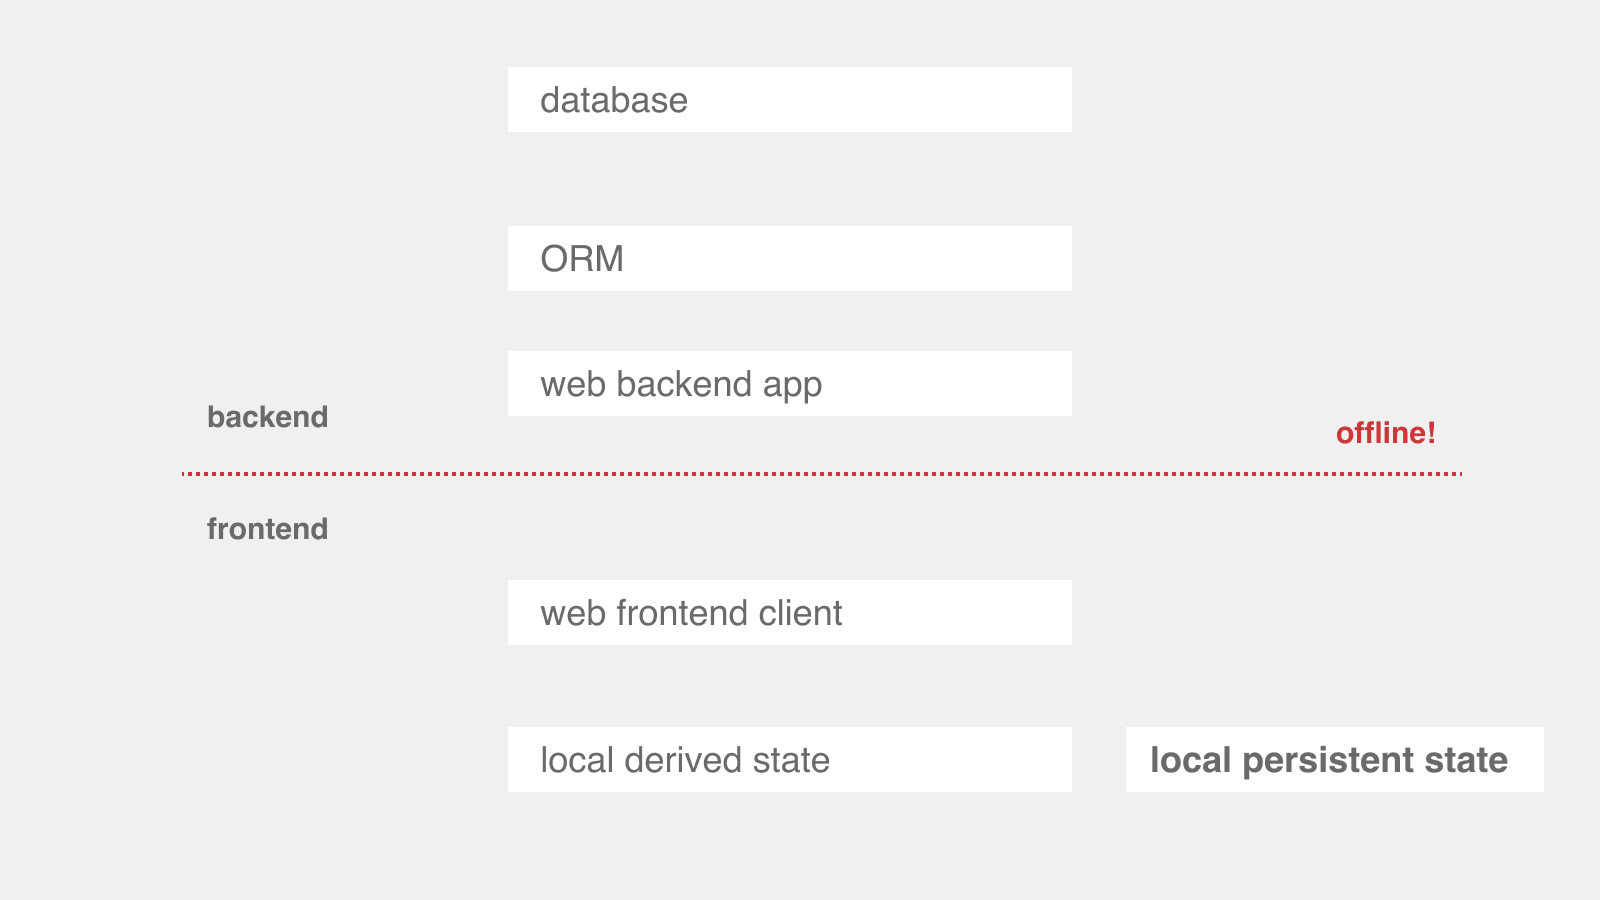 database
ORM
web backend app
backend
offline!
frontend
web frontend client
local derived state
local persistent state